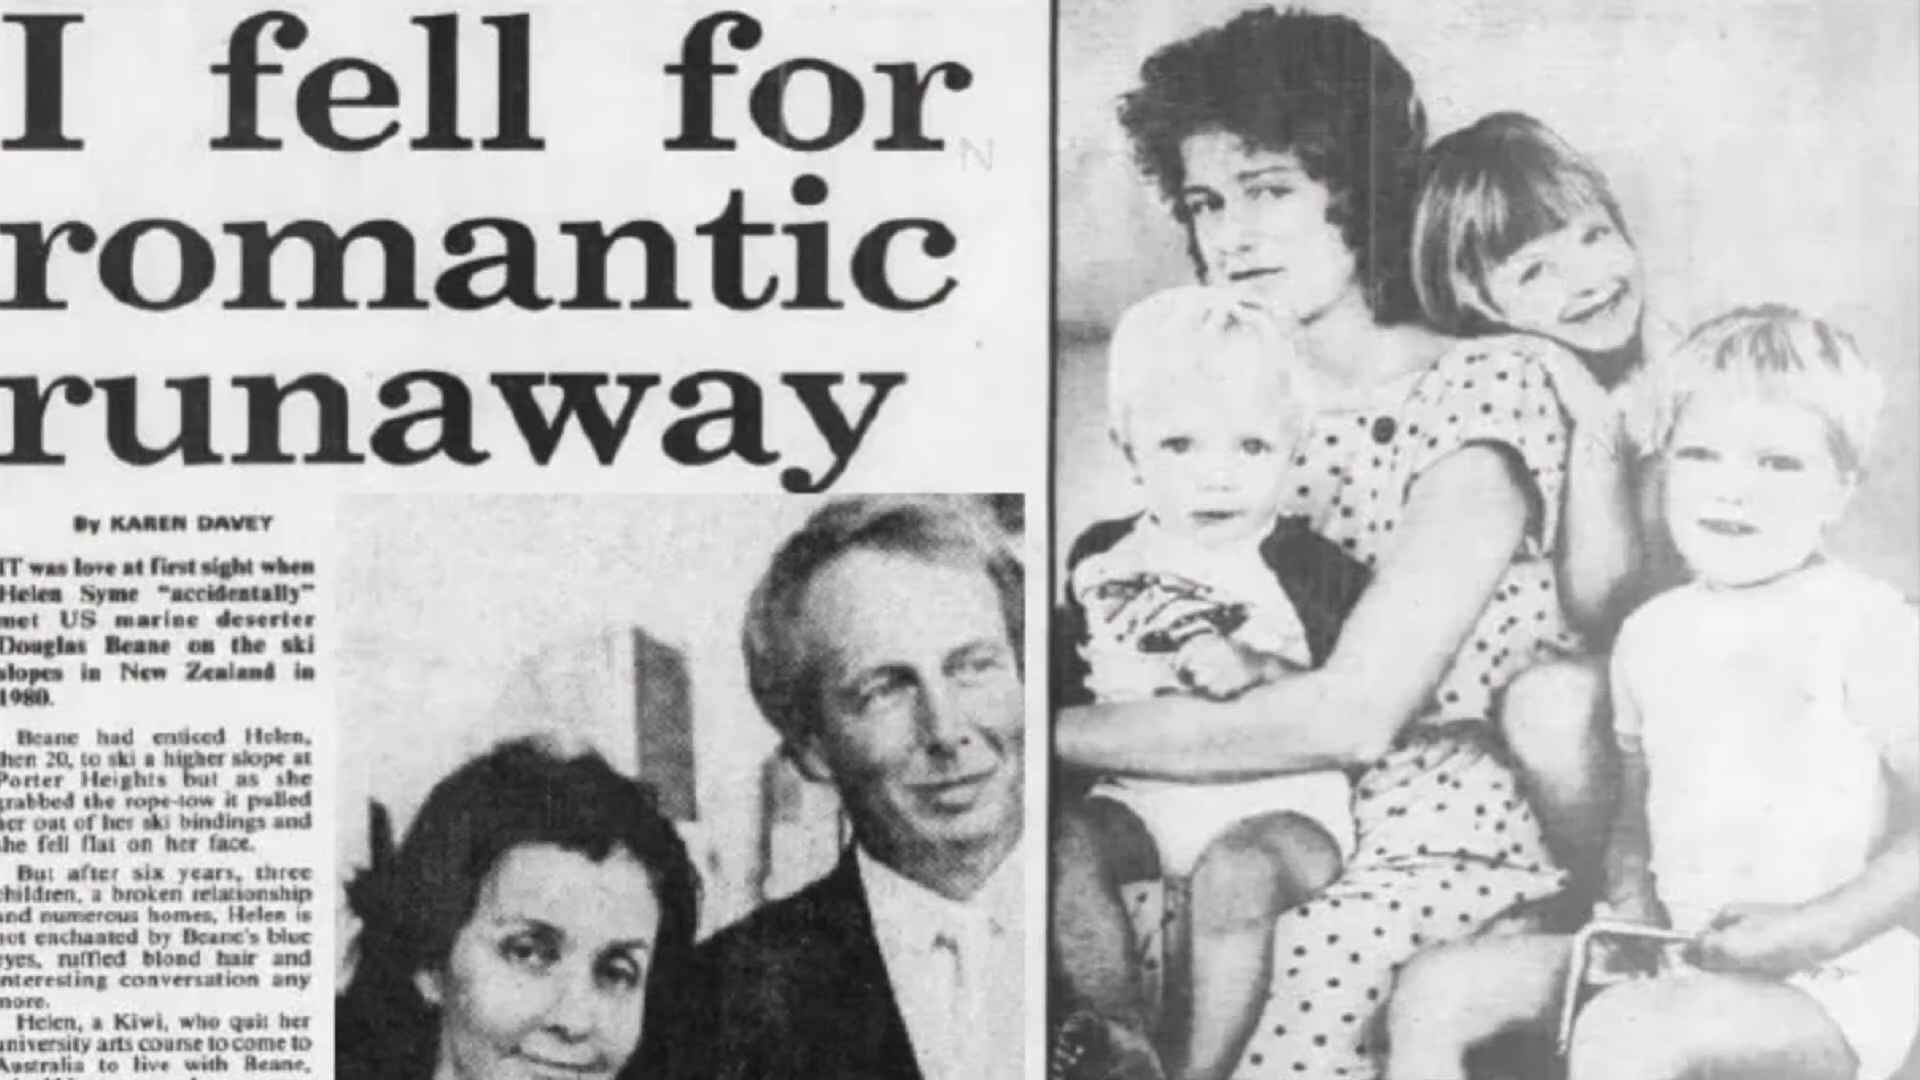 I fell for
romantic
runaway
By KAREN DAVEY
IT was love at first sight when
Helen Syme “accidentally”
met US marine deserter
Douglas Beane on the ski
slopes in New Zealand in
1980.
Beane had enticed Helen,
then 20, to ski a higher slope at
Porter Heights but as she
grabbed the rope-tow it pulled
her out of her ski bindings and
she fell flat on her face.
But after six years, three
children, a broken relationship
and numerous homes, Helen is
not enchanted by Beane's blue
eyes, ruffled blond hair and
interesting conversation any
more.
Helen, a Kiwi, who quit her
university arts course to come to
Australia to live with Beane,